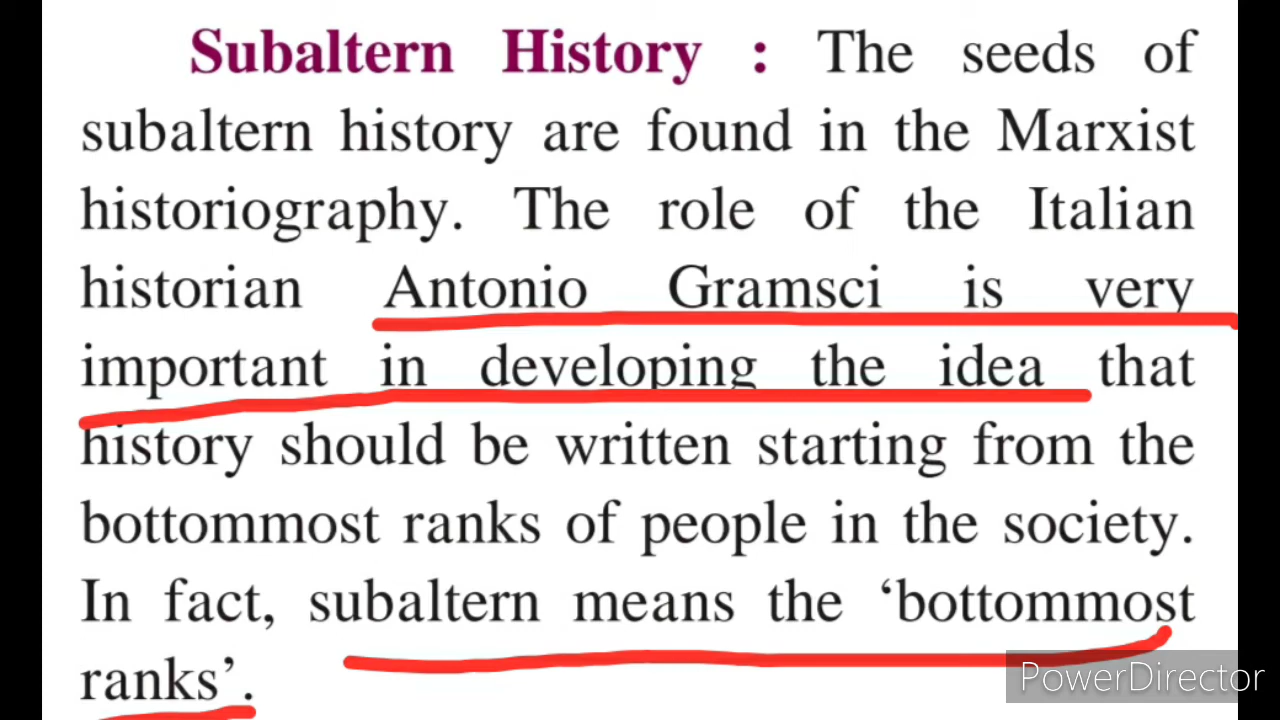 Subaltern History : The seeds of
subaltern history are found in the Marxist
historiography. The role of the Italian
historian Antonio Gramsci is very
important in developing the idea that
history should be written starting from the
bottommost ranks of people in the society.
In fact, subaltern means the ‘bottommost
ranks’.
PowerDirector